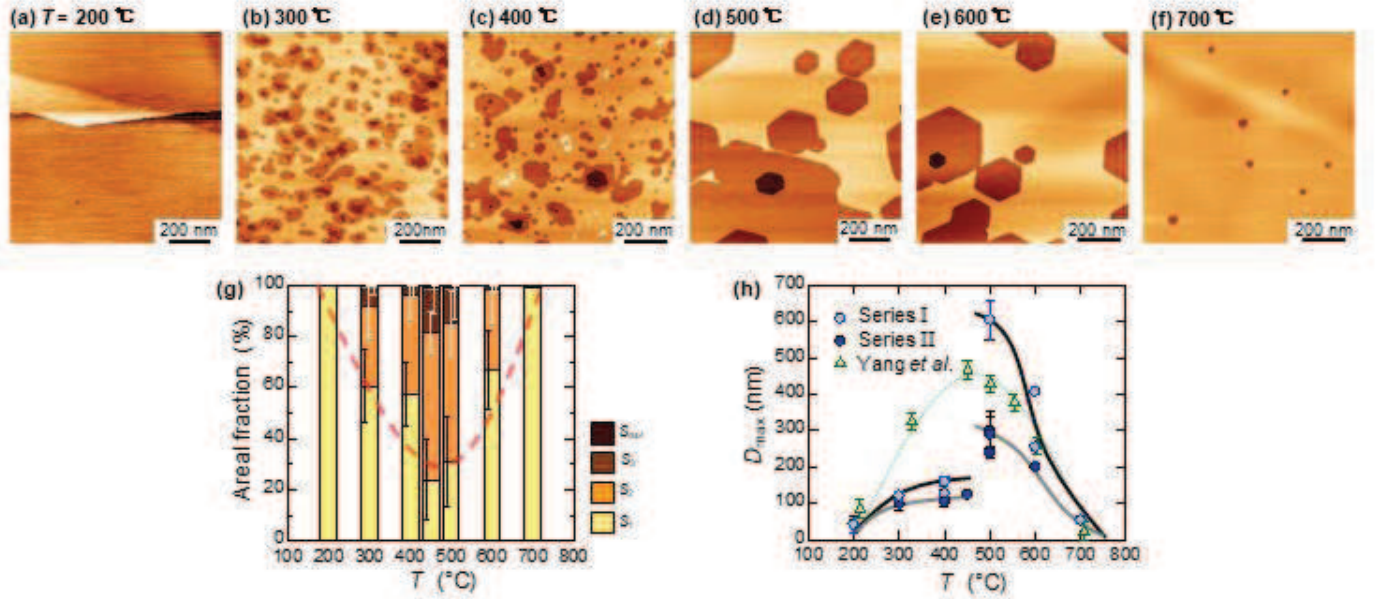 (a) T = 200 ℃
(b) 300 ℃
(c) 400 ℃
(d) 500 ℃
(e) 600 ℃
(f) 700 ℃
200 nm
200nm
200 nm
200 nm
200 nm
200 nm
(g)
100
80
60
40
20
0
Areal fraction (%)
100 200 300 400 500 600 700 800
T (°C)
S₃
S₂
S₁
(h)
700
600
500
400
300
200
100
0
Dmax (nm)
Series I
Series II
Yang et al.
100 200 300 400 500 600 700 800
T (°C)